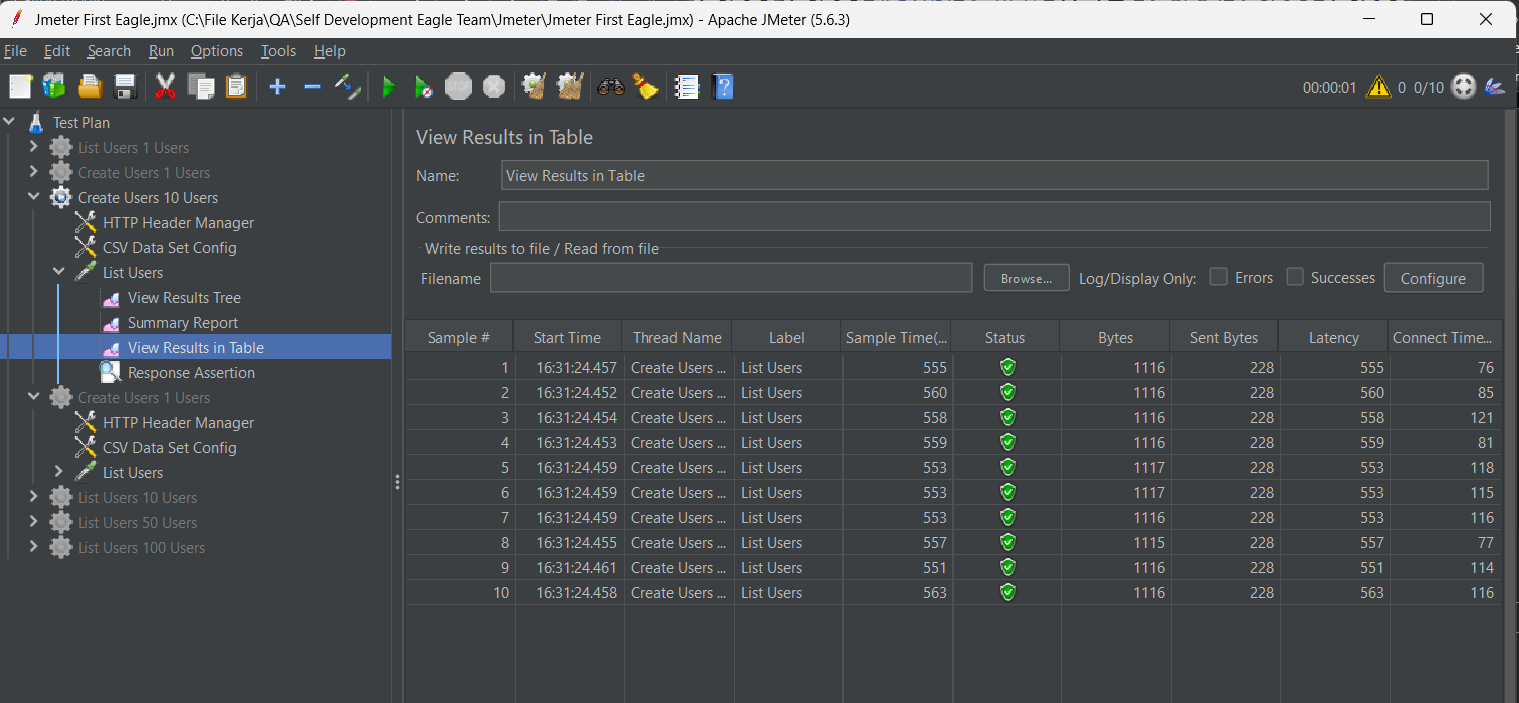 Jmeter First Eagle.jmx (C:\File Kerja\QA\Self Development Eagle Team\Jmeter\Jmeter First Eagle.jmx) - Apache JMeter (5.6.3)
File Edit Search Run Options Tools Help
STOP 00:00:01 0 0/10
Test Plan
List Users 1 Users
Create Users 1 Users
Create Users 10 Users
HTTP Header Manager
CSV Data Set Config
List Users
View Results Tree
Summary Report
View Results in Table
Response Assertion
Create Users 1 Users
HTTP Header Manager
CSV Data Set Config
List Users
List Users 10 Users
List Users 50 Users
List Users 100 Users
View Results in Table
Name: View Results in Table
Comments:
Write results to file / Read from file
Filename Browse... Log/Display Only: Errors Successes Configure
Sample # Start Time Thread Name Label Sample Time(... Status Bytes Sent Bytes Latency Connect Time...
1 16:31:24.457 Create Users ... List Users 555 1116 228 555 76
2 16:31:24.452 Create Users ... List Users 560 1116 228 560 85
3 16:31:24.454 Create Users ... List Users 558 1116 228 558 121
4 16:31:24.453 Create Users ... List Users 559 1116 228 559 81
5 16:31:24.459 Create Users ... List Users 553 1117 228 553 118
6 16:31:24.459 Create Users ... List Users 553 1117 228 553 115
7 16:31:24.459 Create Users ... List Users 553 1116 228 553 116
8 16:31:24.455 Create Users ... List Users 557 1115 228 557 77
9 16:31:24.461 Create Users ... List Users 551 1116 228 551 114
10 16:31:24.458 Create Users ... List Users 563 1116 228 563 116